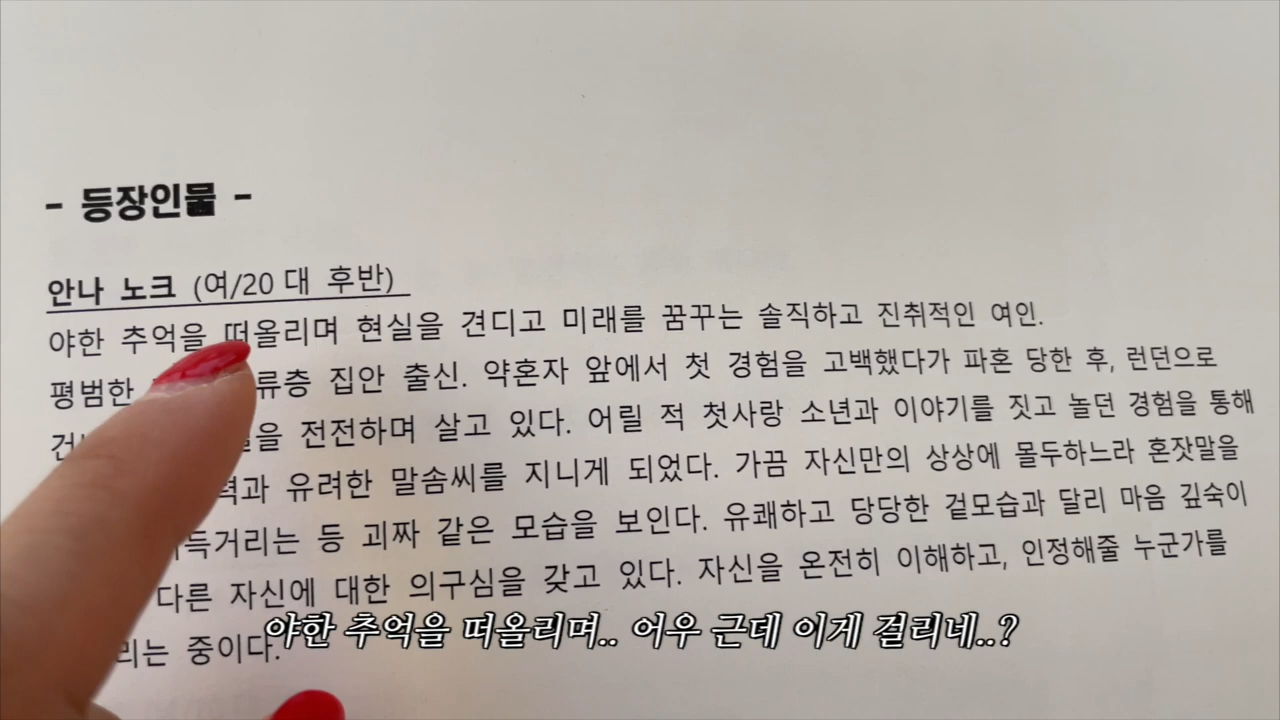 - 등장인물 -
안나 노크 (여/20대 후반)
야한 추억을 떠올리며 현실을 견디고 미래를 꿈꾸는 솔직하고 진취적인 여인.
평범한 류층 집안 출신. 약혼자 앞에서 첫 경험을 고백했다가 파혼 당한 후, 런던으로
을 전전하며 살고 있다. 어릴 적 첫사랑 소년과 이야기를 짓고 놀던 경험을 통해
력과 유려한 말솜씨를 지니게 되었다. 가끔 자신만의 상상에 몰두하느라 혼잣말을
득거리는 등 괴짜 같은 모습을 보인다. 유쾌하고 당당한 겉모습과 달리 마음 깊숙이
다른 자신에 대한 의구심을 갖고 있다. 자신을 온전히 이해하고, 인정해줄 누군가를
리는 중이다.
야한 추억을 떠올리며.. 어우 근데 이게 걸리네..?